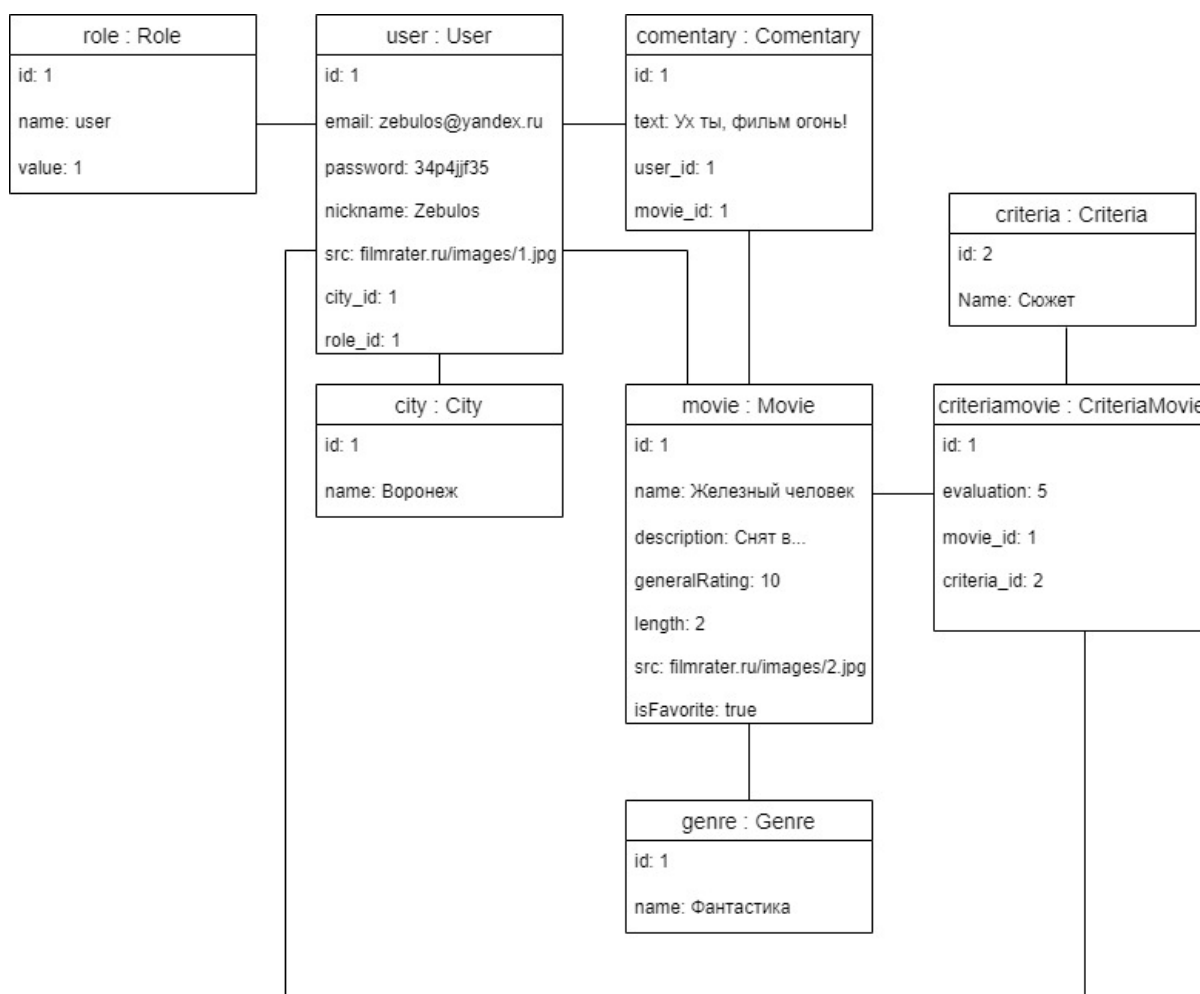 role : Role
id: 1
name: user
value: 1
user : User
id: 1
email: zebulos@yandex.ru
password: 34p4jjf35
nickname: Zebulos
src: filmrater.ru/images/1.jpg
city_id: 1
role_id: 1
comentary : Comentary
id: 1
text: Ух ты, фильм огонь!
user_id: 1
movie_id: 1
criteria : Criteria
id: 2
Name: Сюжет
city : City
id: 1
name: Воронеж
movie : Movie
id: 1
name: Железный человек
description: Снят в...
generalRating: 10
length: 2
src: filmrater.ru/images/2.jpg
isFavorite: true
criteriamovie : CriteriaMovie
id: 1
evaluation: 5
movie_id: 1
criteria_id: 2
genre : Genre
id: 1
name: Фантастика